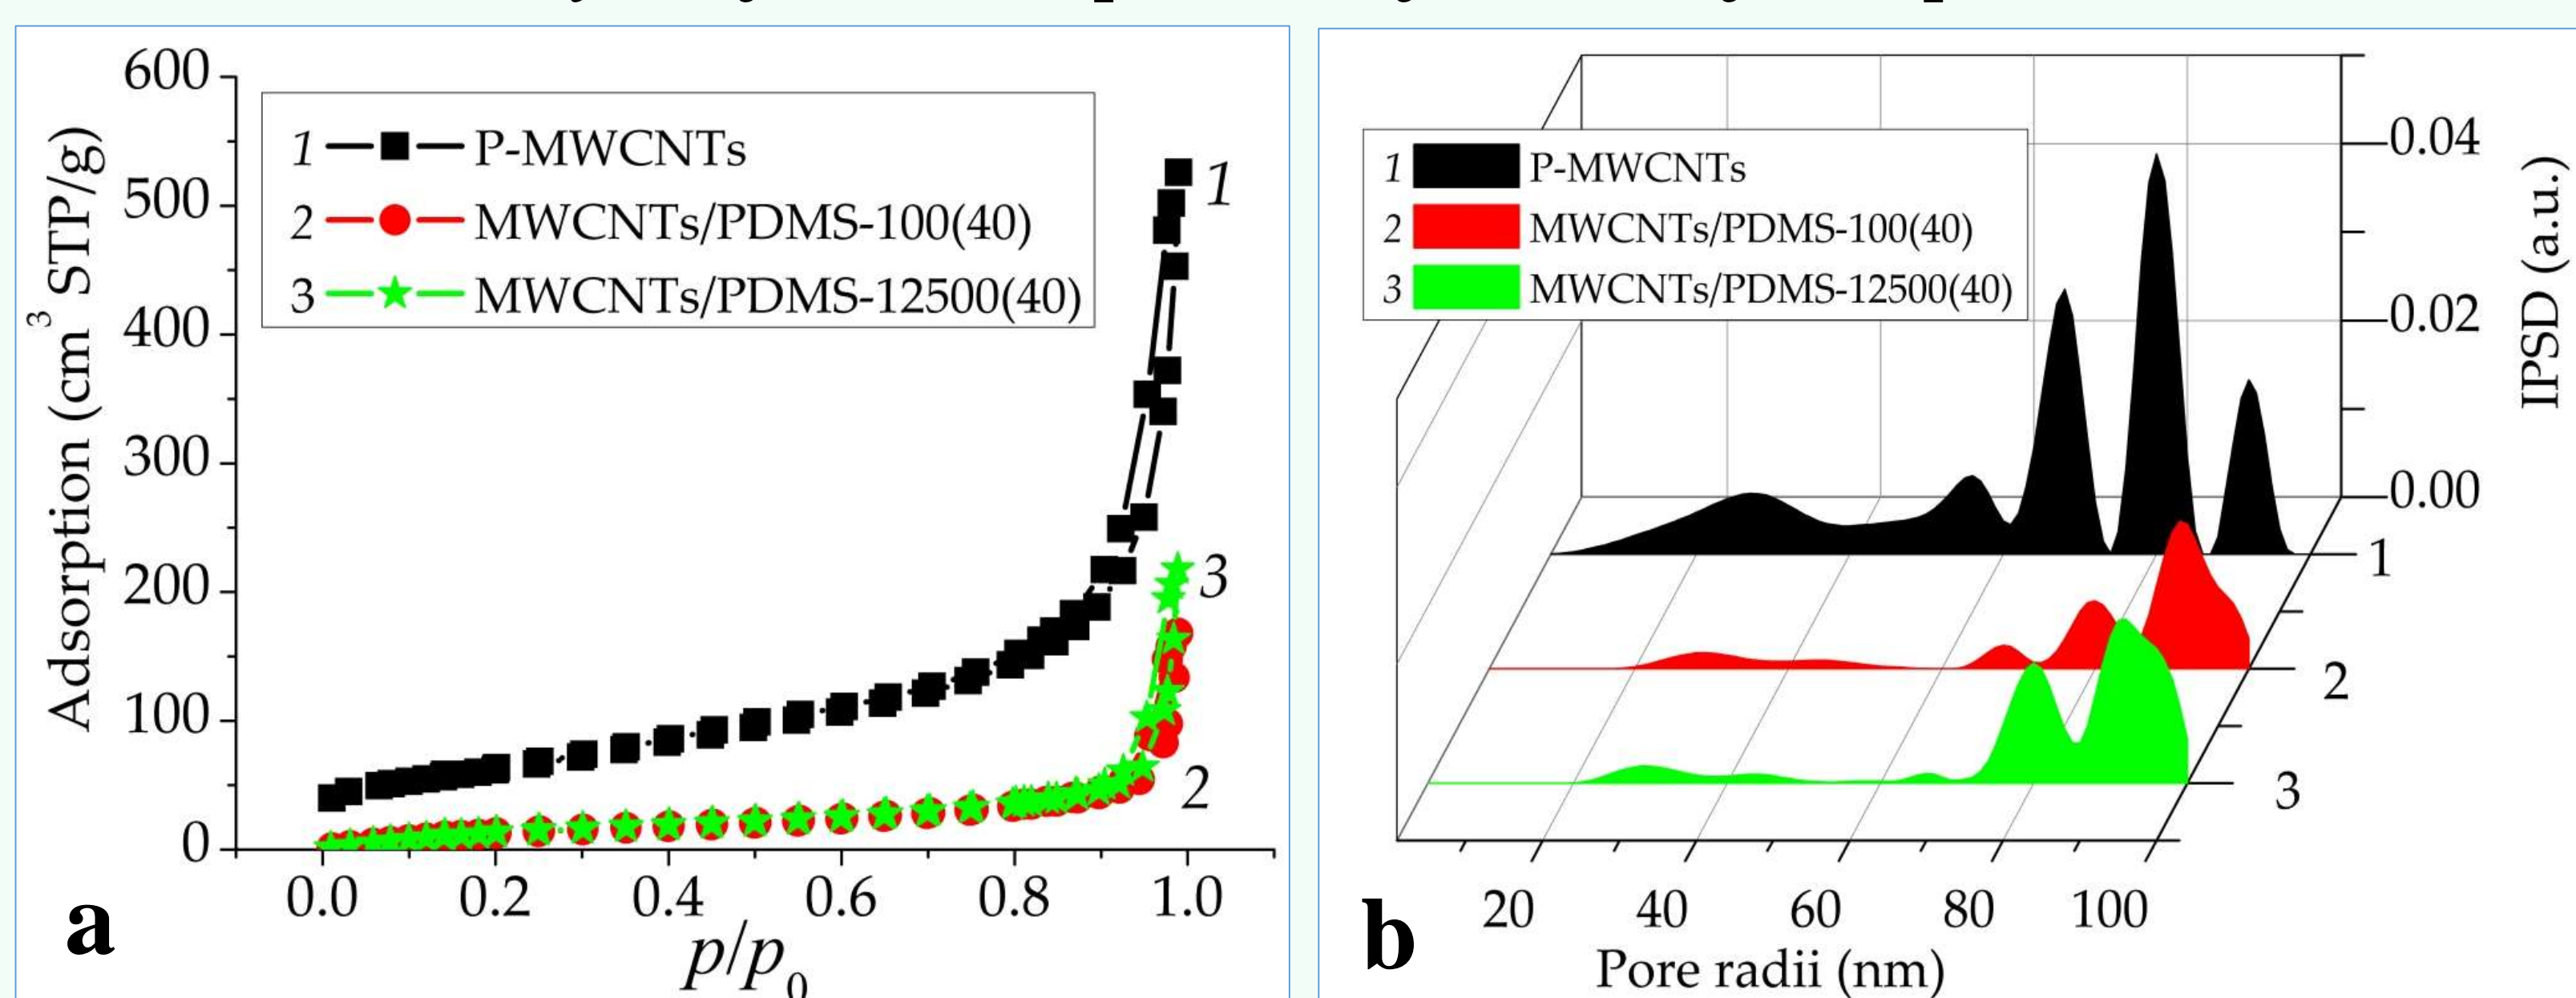 600
500
400
300
200
100
0
Adsorption (cm³ STP/g)
1 P-MWCNTs
2 MWCNTs/PDMS-100(40)
3 MWCNTs/PDMS-12500(40)
1
3
2
0.0 0.2 0.4 0.6 0.8 1.0
p/p₀
a
1 P-MWCNTs
2 MWCNTs/PDMS-100(40)
3 MWCNTs/PDMS-12500(40)
0.04
0.02
0.00
IPSD (a.u.)
1
2
3
20 40 60 80 100
Pore radii (nm)
b